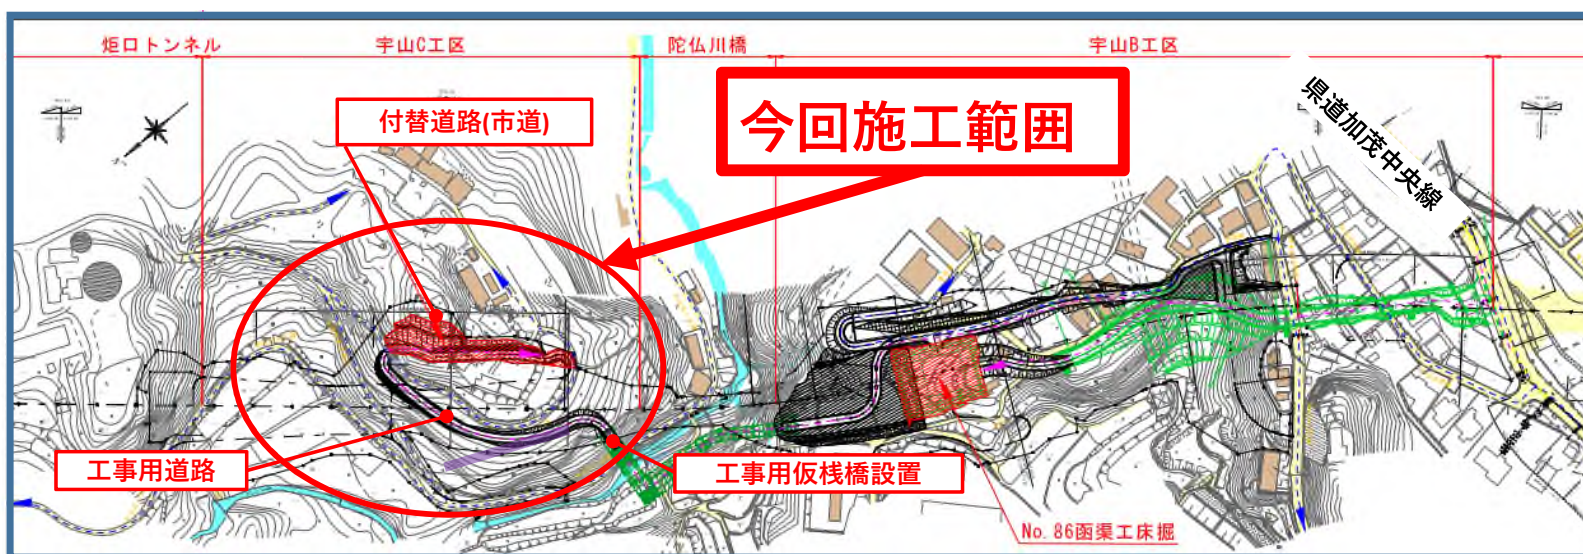 炬口トンネル
宇山C工区
陀仏川橋
宇山B工区
今回施工範囲
付替道路(市道)
県道加茂中央線
工事用道路
工事用仮桟橋設置
No. 86函渠工床掘